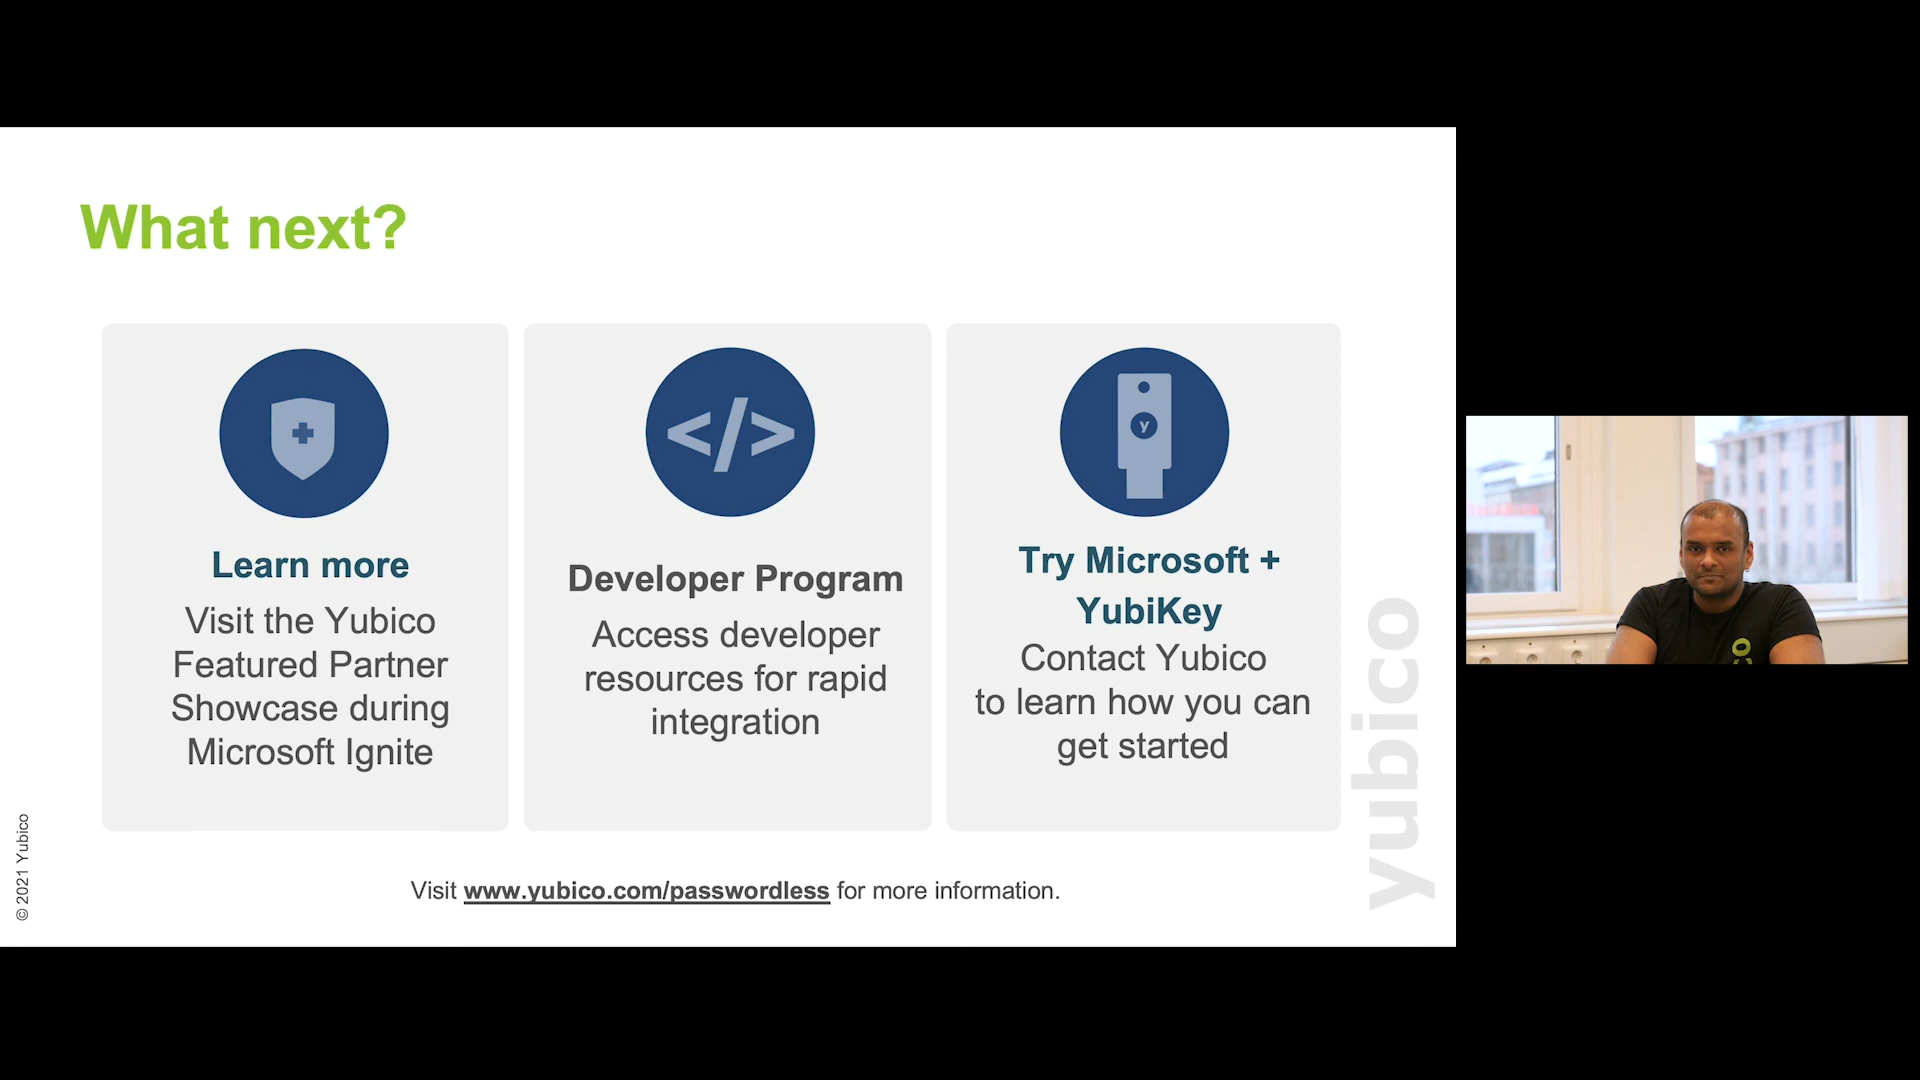 What next?
Learn more
Visit the Yubico
Featured Partner
Showcase during
Microsoft Ignite
</>
Developer Program
Access developer
resources for rapid
integration
y
Try Microsoft +
YubiKey
Contact Yubico
to learn how you can
get started
Visit www.yubico.com/passwordless for more information.
© 2021 Yubico
yubico
co